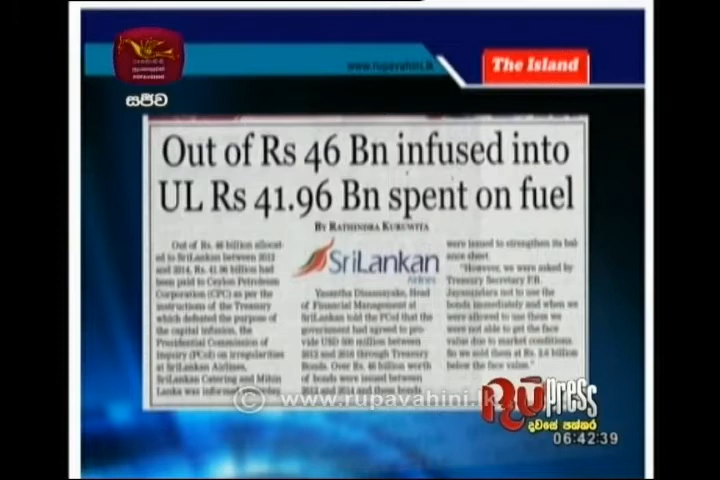 www.rupavahini.lk
The Island
සජීව
Out of Rs 46 Bn infused into
UL Rs 41.96 Bn spent on fuel
BY RATHINDRA KURUWITA
Out of Rs. 46 billion allocat-
ed to SriLankan between 2012
and 2014, Rs. 41.96 billion had
been paid to Ceylon Petroleum
Corporation (CPC) as per the
instructions of the Treasury
which defeated the purpose of
the capital infusion, the
Presidential Commission of
Inquiry (PCoI) on irregularities
at SriLankan Airlines,
SriLankan Catering and Mihin
Lanka was informed
SriLankan
Airlines
Yasantha Dissanayake, Head
of Financial Management at
SriLankan told the PCoI that the
government had agreed to pro-
vide USD 500 million between
2012 and 2016 through Treasury
Bonds. Over Rs. 46 billion worth
of bonds were issued between
2012 and 2014 and these bonds
were issued to strengthen its bal-
ance sheet.
"However, we were asked by
Treasury Secretary P.B.
Jayasundara not to use the
bonds immediately and when we
were allowed to use them we
were not able to get the face
value due to market conditions.
So we sold them at Rs. 3.6 billion
below the face value."
© www.rupavahini.lk
Rū Press
දවසේ පත්තර
06:42:39